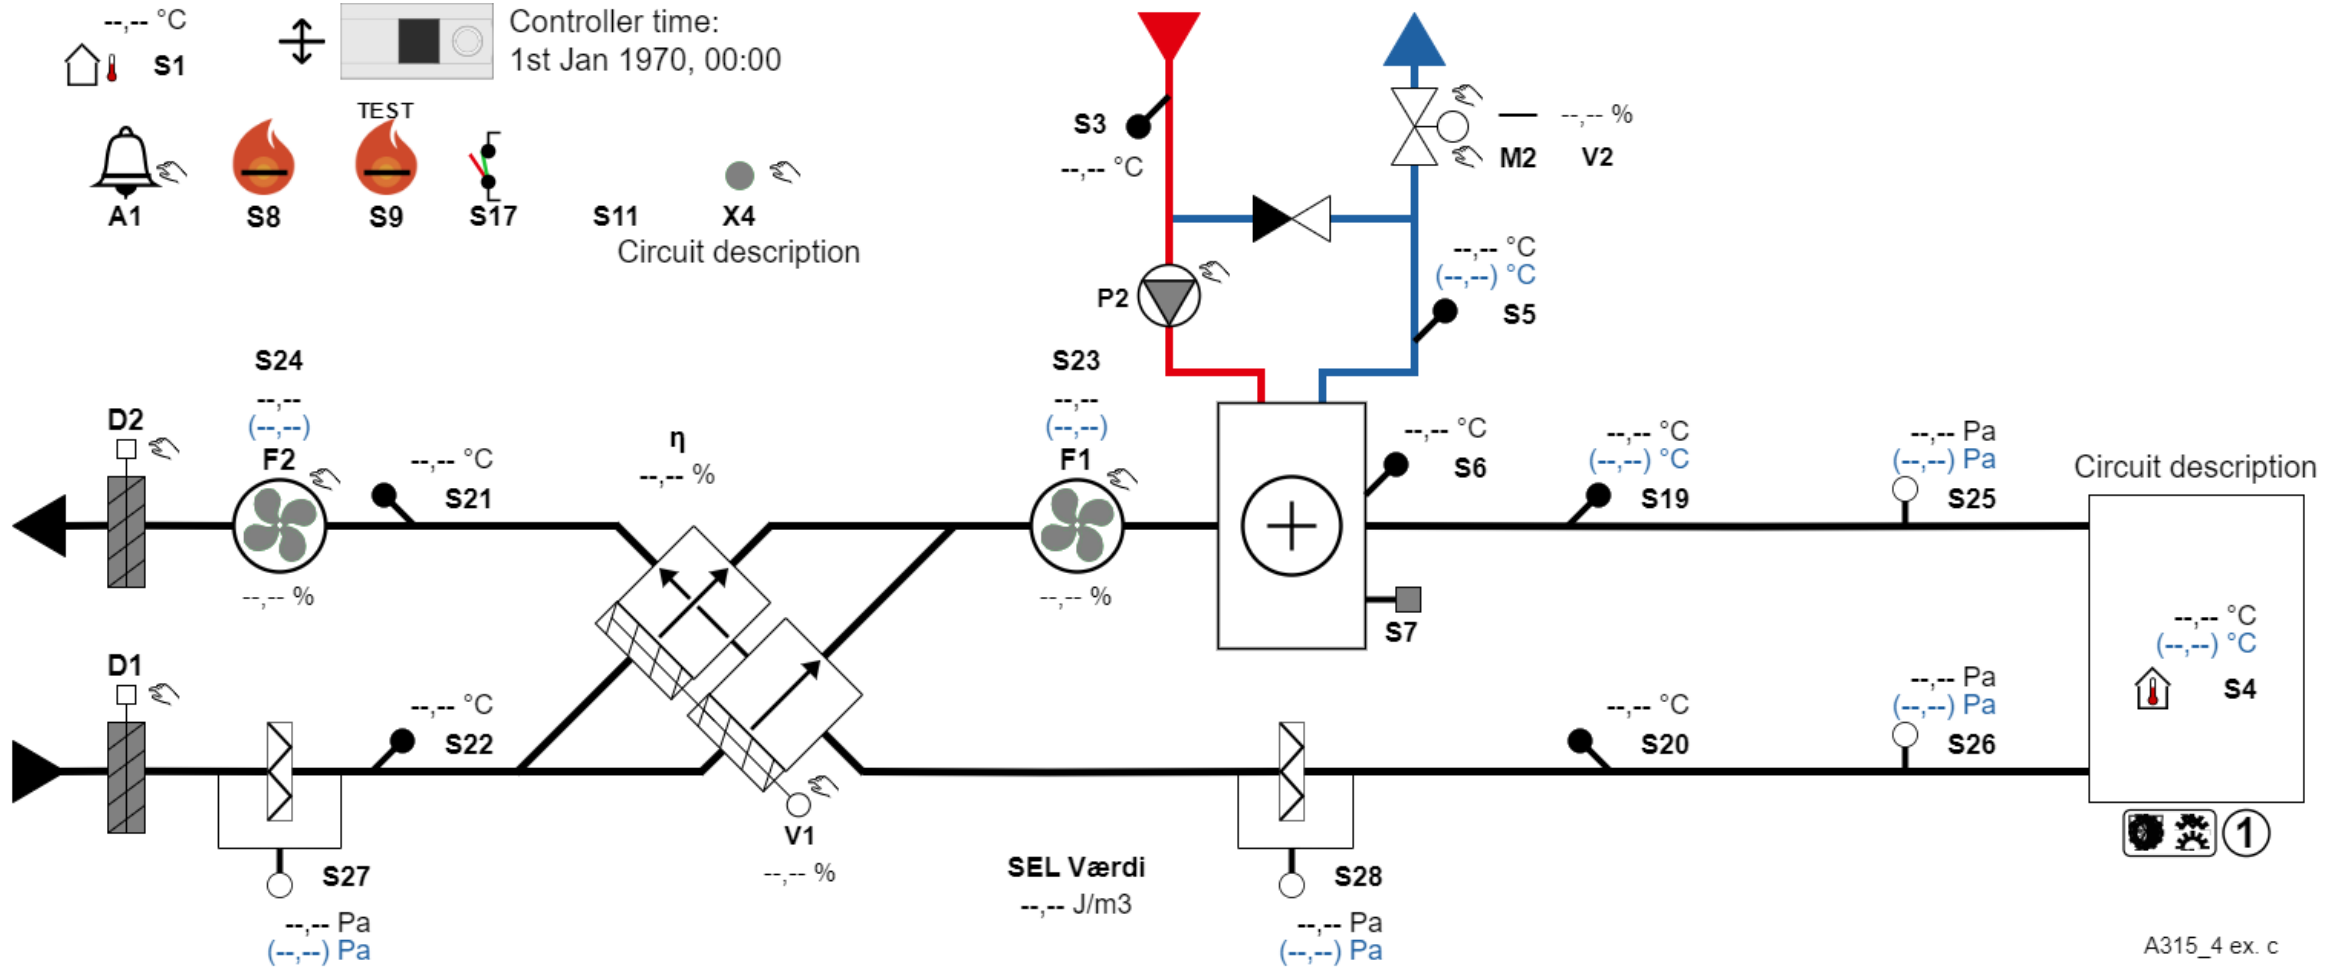 --,-- °C
S1
Controller time:
1st Jan 1970, 00:00
TEST
A1
S8
S9
S17
S11
X4
Circuit description
S3
--,-- °C
--,-- %
M2
V2
P2
--,-- °C
(--,--) °C
S5
S24
--,--
(--,--)
F2
--,-- %
D2
--,-- °C
S21
η
--,-- %
S23
--,--
(--,--)
F1
--,-- %
--,-- °C
S6
S7
--,-- °C
(--,--) °C
S19
--,-- Pa
(--,--) Pa
S25
Circuit description
--,-- °C
(--,--) °C
S4
D1
--,-- °C
S22
S27
--,-- Pa
(--,--) Pa
V1
--,-- %
SEL Værdi
--,-- J/m3
S28
--,-- Pa
(--,--) Pa
--,-- °C
S20
--,-- Pa
(--,--) Pa
S26
1
A315_4 ex. c